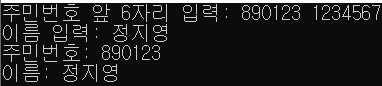 주민번호 앞 6자리 입력: 890123 1234567
이름 입력: 정지영
주민번호: 890123
이름: 정지영